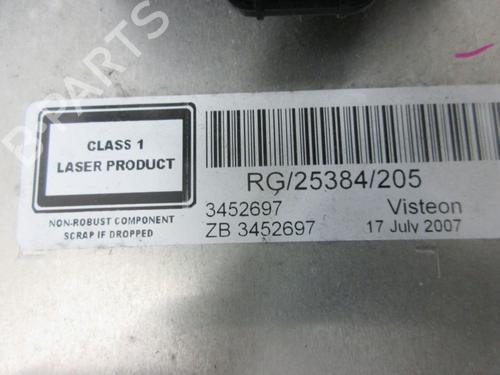 B-PARTS
CLASS 1
LASER PRODUCT
NON-ROBUST COMPONENT
SCRAP IF DROPPED
RG/25384/205
3452697 Visteon
ZB 3452697 17 July 2007